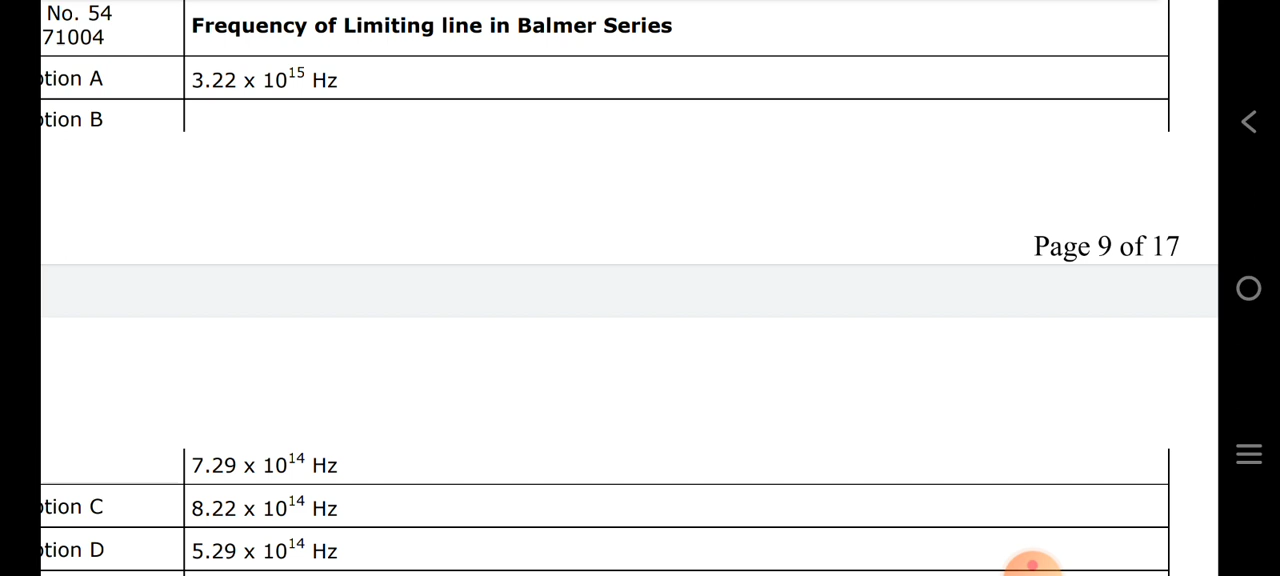 No. 54
71004
Frequency of Limiting line in Balmer Series
tion A
3.22 x 10¹⁵ Hz
tion B
Page 9 of 17
7.29 x 10¹⁴ Hz
tion C
8.22 x 10¹⁴ Hz
tion D
5.29 x 10¹⁴ Hz